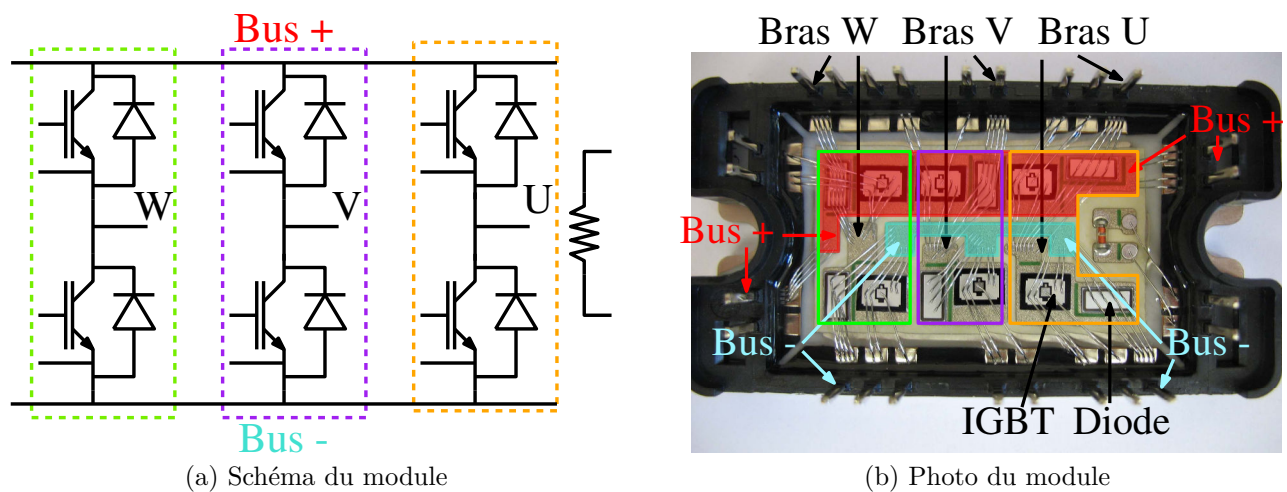 Bus +
W
V
U
Bus -
(a) Schéma du module
Bras W Bras V Bras U
Bus +
Bus +
Bus -
Bus -
IGBT Diode
(b) Photo du module